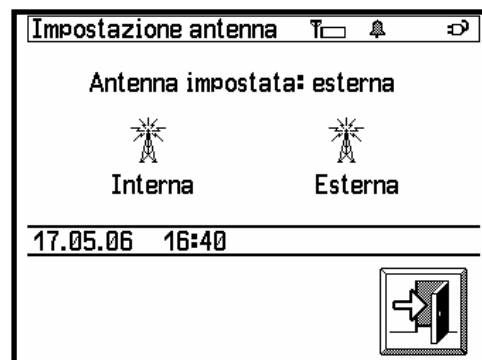 Impostazione antenna
Antenna impostata: esterna
Interna Esterna
17.05.06 16:40